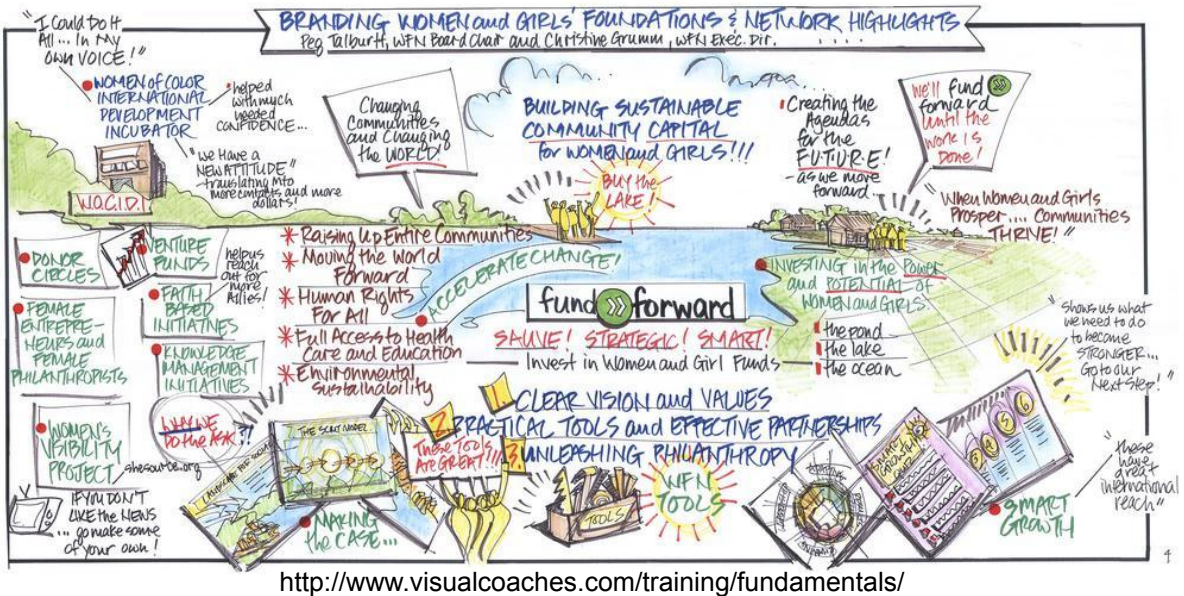 BRANDING WOMEN and GIRLS' FOUNDATIONS & NETWORK HIGHLIGHTS
Peg Talburtt, WFN Board Chair and Christine Grumm, WFN Exec. Dir. . . . .
"I Could Do It
All... In my
OWN VOICE!"
WOMEN of COLOR
INTERNATIONAL
DEVELOPMENT
INCUBATOR
helped
with much
needed
CONFIDENCE...
"We Have a
NEW ATTITUDE"
- translating into
more contacts and more
dollars!
W.O.C.I.D.I
Changing
Communities
and Changing
the WORLD!
BUILDING SUSTAINABLE
COMMUNITY CAPITAL
for WOMEN and GIRLS!!!
BUY the
LAKE!
Creating the
Agendas
for the
F.U.T.U.R.E!
- as we move
forward...
We'll fund
forward
until the
work is
Done!
"When Women and Girls
Prosper.... Communities
THRIVE!"
DONOR
CIRCLES
VENTURE
FUNDS
helps us
reach
out for
more
Allies!
FEMALE
ENTREPRE-
NEURS and
FEMALE
PHILANTHROPISTS
FAITH
BASED
INITIATIVES
KNOWLEDGE
MANAGEMENT
INITIATIVES
* Raising Up Entire Communities
* Moving the World
Forward
* Human Rights
For All
* Full Access to Health
Care and Education
* Environmental
Sustainability
ACCELERATE CHANGE!
fund forward
SAUVE! STRATEGIC! SMART!
Invest in Women and Girl Funds
INVESTING in the Power
and POTENTIAL of
WOMEN and GIRLS.
the pond
the lake
the ocean
"Shows us what
we need to do
to become
STRONGER...
Go to our
Next Step!"
WOMEN'S
VISIBILITY
PROJECT
shesource.org
IF YOU DON'T
LIKE the NEWS
... go make some
of your own!
Do the ASK?!
MAKING
the CASE...
These Tools
ARE GREAT!!!
1. CLEAR VISION and VALUES
2. PRACTICAL TOOLS and EFFECTIVE PARTNERSHIPS
3 UNLEASHING PHILANTHROPY
TOOLS
WFN
TOOLS
SMART
GROWTH
"These
have
great
international
reach"
4
http://www.visualcoaches.com/training/fundamentals/